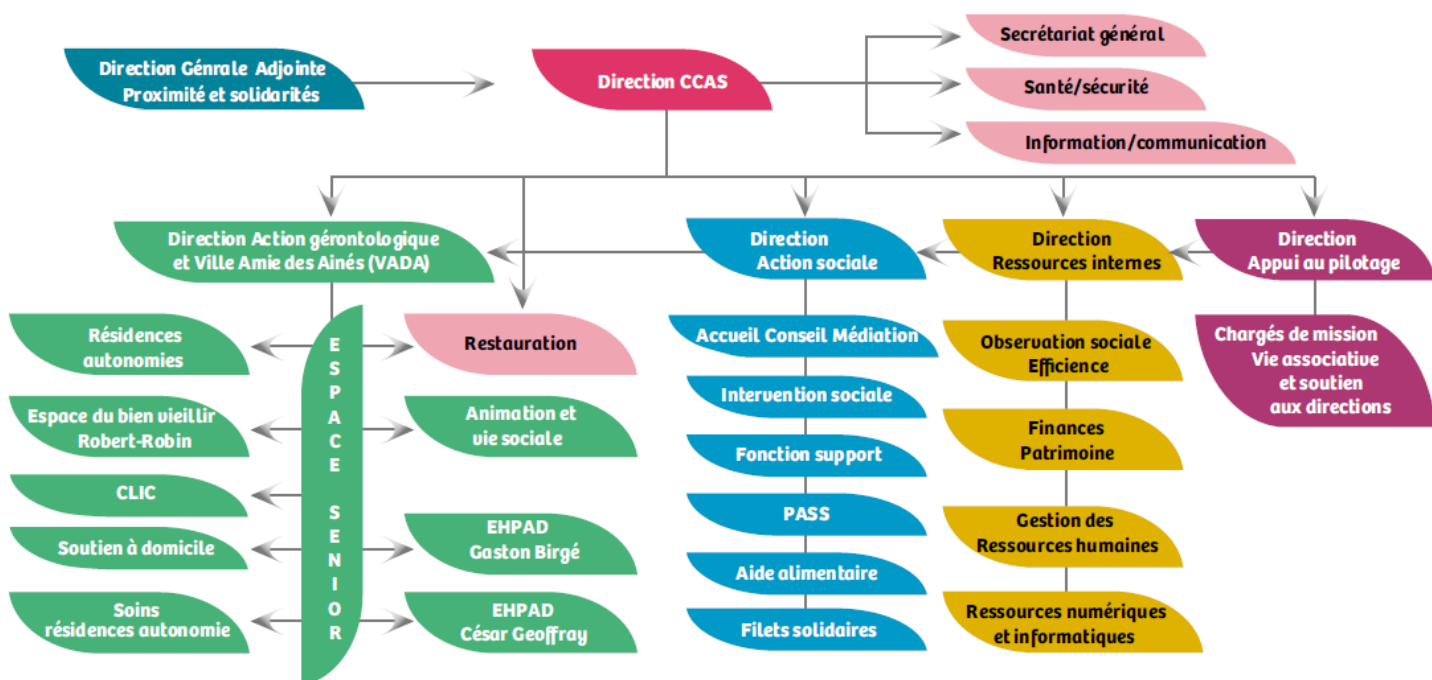 Direction Génrale Adjointe
Proximité et solidarités
Direction CCAS
Secrétariat général
Santé/sécurité
Information/communication
Direction Action gérontologique
et Ville Amie des Ainés (VADA)
Direction
Action sociale
Direction
Ressources internes
Direction
Appui au pilotage
ESPACE SENIOR
Résidences
autonomies
Restauration
Espace du bien vieillir
Robert-Robin
Animation et
vie sociale
CLIC
Soutien à domicile
EHPAD
Gaston Birgé
Soins
résidences autonomie
EHPAD
César Geoffray
Accueil Conseil Médiation
Intervention sociale
Fonction support
PASS
Aide alimentaire
Filets solidaires
Observation sociale
Efficience
Finances
Patrimoine
Gestion des
Ressources humaines
Ressources numériques
et informatiques
Chargés de mission
Vie associative
et soutien
aux directions